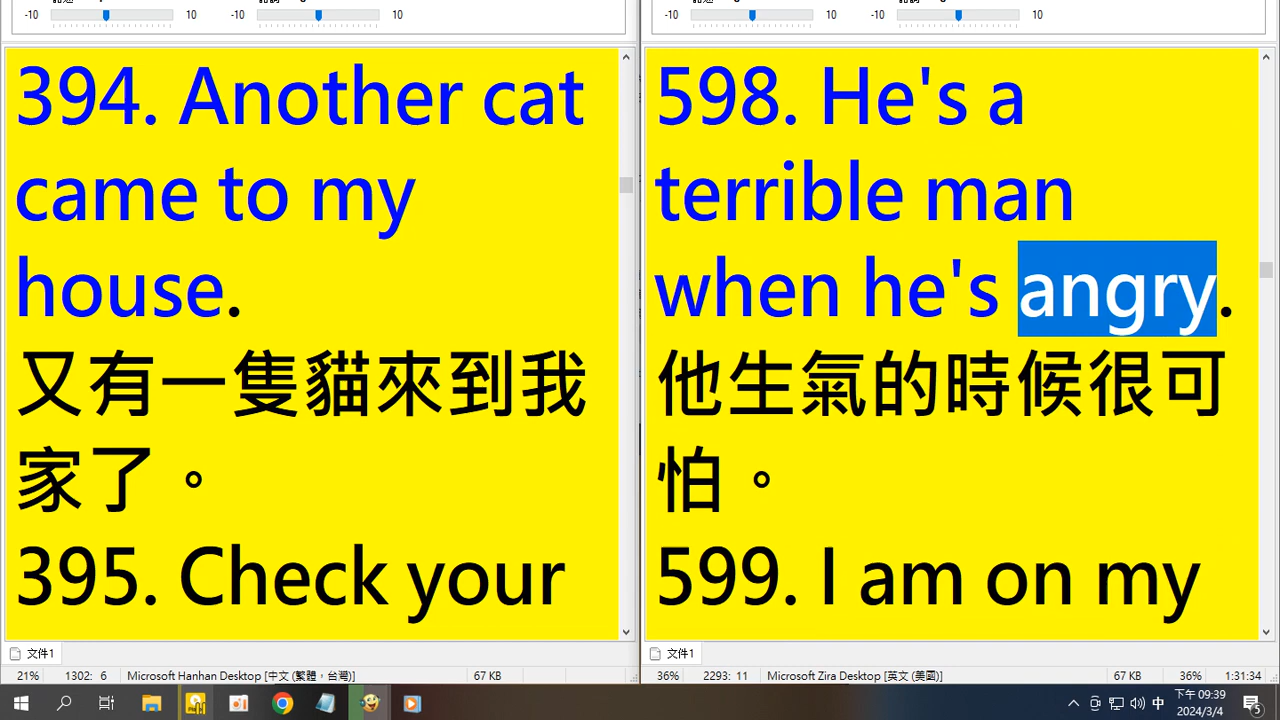 -10 10 -10 10
394. Another cat
came to my
house.
又有一隻貓來到我
家了。
395. Check your
文件1
21% 1302: 6 Microsoft Hanhan Desktop [中文 (繁體，台灣)] 67 KB
-10 10 -10 10
598. He's a
terrible man
when he's angry.
他生氣的時候很可
怕。
599. I am on my
文件1
36% 2293: 11 Microsoft Zira Desktop [英文 (美國)] 67 KB 36% 1:31:34
中
下午 09:39
2024/3/4
5